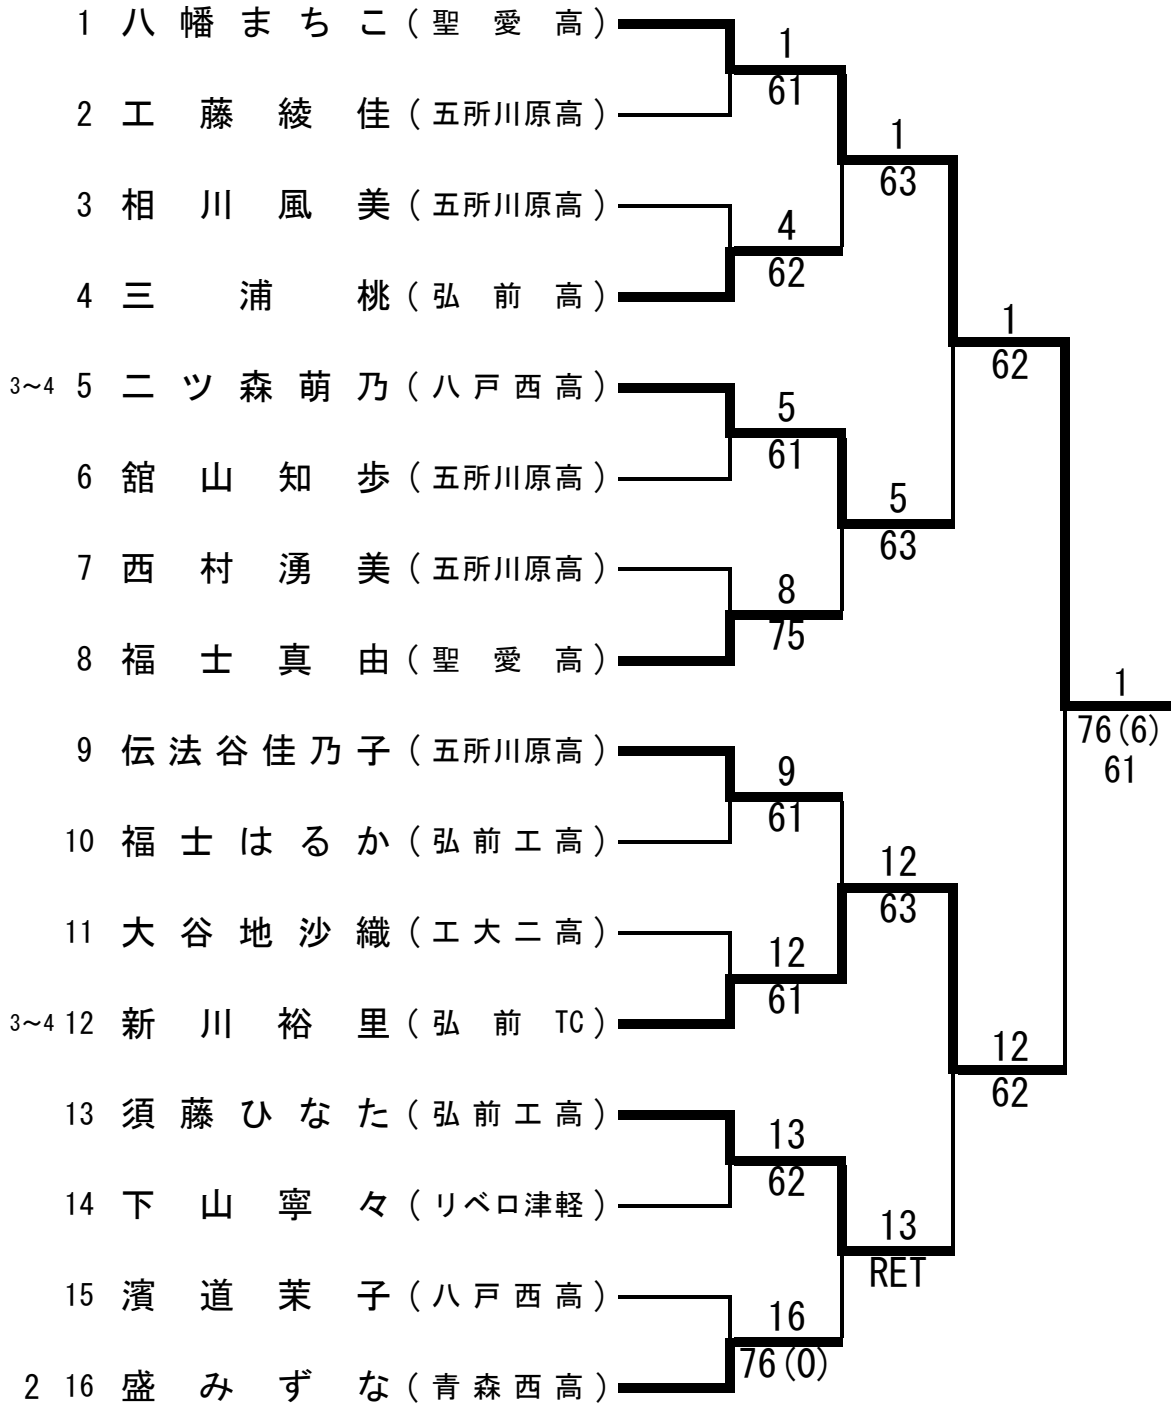 1 八幡まちこ(聖愛高)
1
61
2 工藤綾佳(五所川原高)
1
63
3 相川風美(五所川原高)
4
62
4 三浦桃(弘前高)
1
62
3～4 5 二ツ森萌乃(八戸西高)
5
61
6 舘山知歩(五所川原高)
5
63
7 西村湧美(五所川原高)
8
75
8 福士真由(聖愛高)
1
76(6)
61
9 伝法谷佳乃子(五所川原高)
9
61
10 福士はるか(弘前工高)
12
63
11 大谷地沙織(工大二高)
12
61
3～4 12 新川裕里(弘前TC)
12
62
13 須藤ひなた(弘前工高)
13
62
14 下山寧々(リベロ津軽)
13
RET
15 濱道茉子(八戸西高)
16
76(0)
2 16 盛みずな(青森西高)